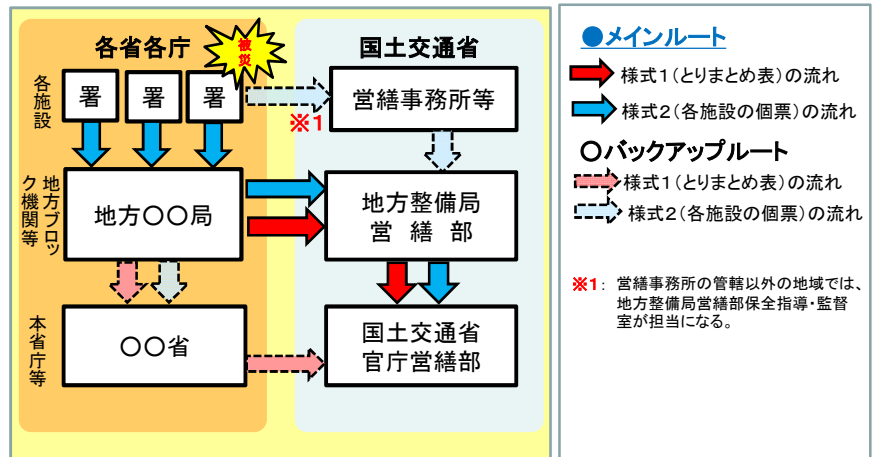 各省各庁
被災
国土交通省
各施設
署
署
署
営繕事務所等
※1
地方ブロッ
ク機関等
地方〇〇局
地方整備局
営 繕 部
本省庁等
〇〇省
国土交通省
官庁営繕部
●メインルート
様式1(とりまとめ表)の流れ
様式2(各施設の個票)の流れ
〇バックアップルート
様式1(とりまとめ表)の流れ
様式2(各施設の個票)の流れ
※1: 営繕事務所の管轄以外の地域では、
地方整備局営繕部保全指導・監督
室が担当になる。